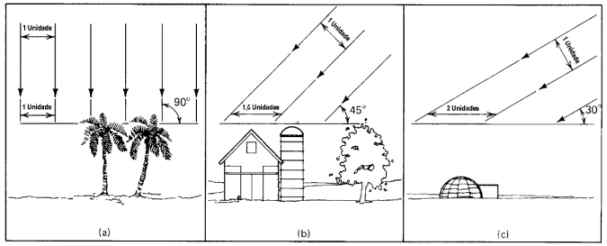 1 Unidade
1 Unidade
90°
(a)
1 Unidade
1,4 Unidades
45°
(b)
1 Unidade
2 Unidades
30°
(c)